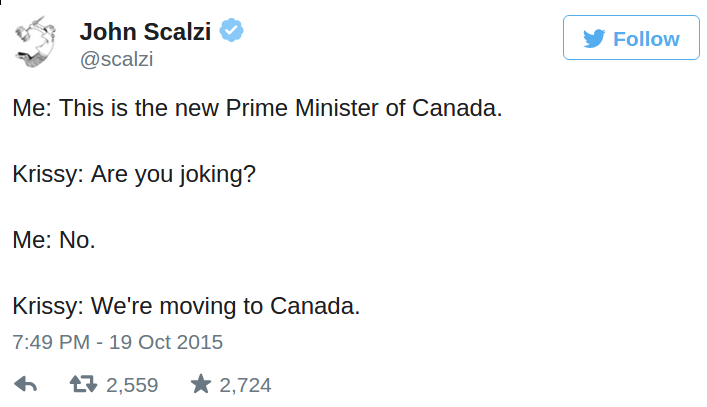 John Scalzi
@scalzi
Follow
Me: This is the new Prime Minister of Canada.
Krissy: Are you joking?
Me: No.
Krissy: We're moving to Canada.
7:49 PM - 19 Oct 2015
2,559 2,724